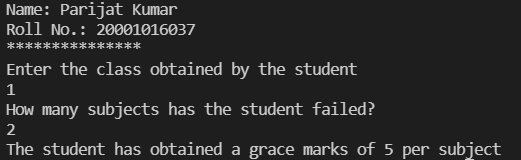 Name: Parijat Kumar
Roll No.: 20001016037
***************
Enter the class obtained by the student
1
How many subjects has the student failed?
2
The student has obtained a grace marks of 5 per subject